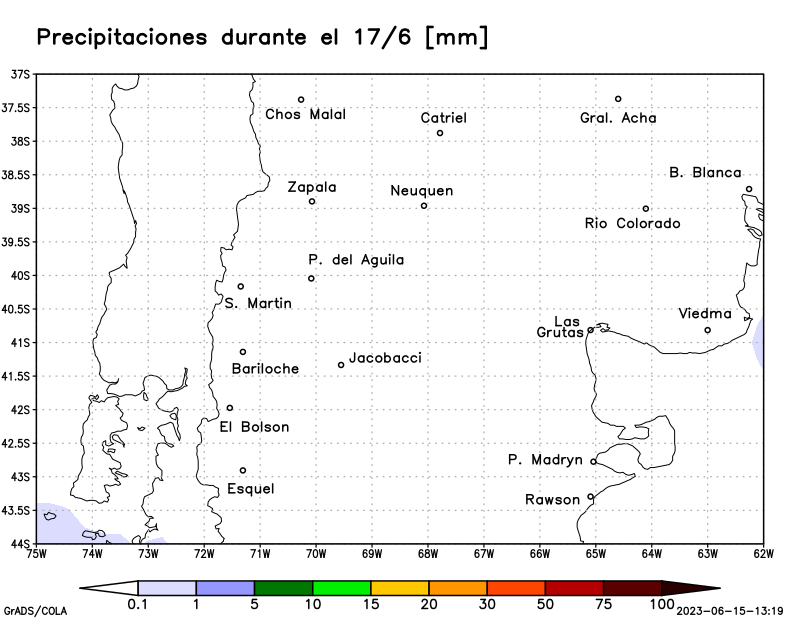 Precipitaciones durante el 17/6 [mm]
37S
37.5S
38S
38.5S
39S
39.5S
40S
40.5S
41S
41.5S
42S
42.5S
43S
43.5S
44S
Chos Malal
Catriel
Gral. Acha
B. Blanca
Zapala
Neuquen
Rio Colorado
P. del Aguila
S. Martin
Viedma
Las
Grutas
Jacobacci
Bariloche
El Bolson
P. Madryn
Esquel
Rawson
75W 74W 73W 72W 71W 70W 69W 68W 67W 66W 65W 64W 63W 62W
0.1 1 5 10 15 20 30 50 75 100
GrADS/COLA
2023-06-15-13:19